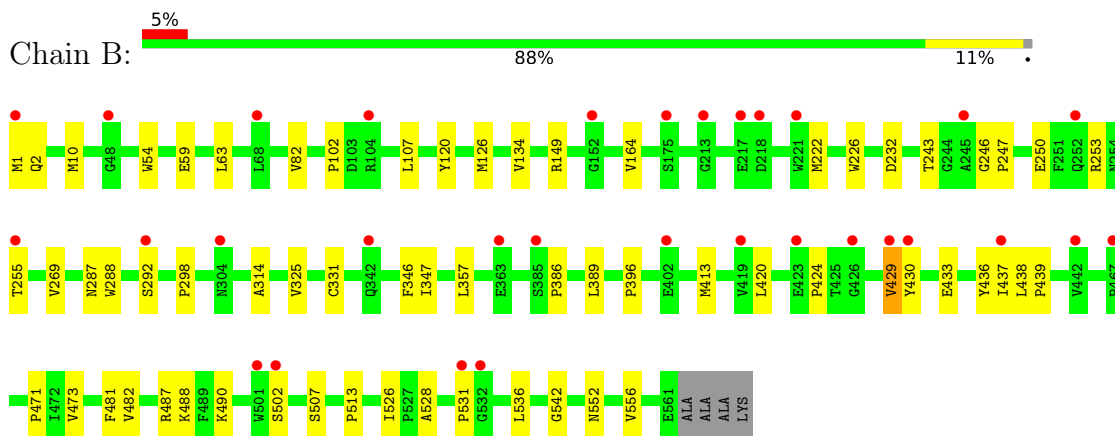 5%
Chain B:
88% 11% •
M1 Q2 M10 G48 W54 E59 L63 L68 V82 P102 D103 R104 L107 Y120 M126 V134 R149 G152 V164 S175 G213 E217 D218 W221 M222 W226 D232 T243 G244 A245 G246 P247 E250 F251 Q252 R253 N254
T255 V269 N287 W288 S292 P298 N304 A314 V325 C331 Q342 F346 I347 L357 E363 S385 P386 L389 P396 E402 M413 V419 L420 E423 P424 T425 G426 V429 Y430 E433 Y436 I437 L438 P439 V442
P471 I472 V473 F481 V482 R487 K488 F489 K490 W501 S502 S507 P513 I526 P527 A528 P531 G532 L536 G542 N552 V556 E561 ALA ALA ALA LYS